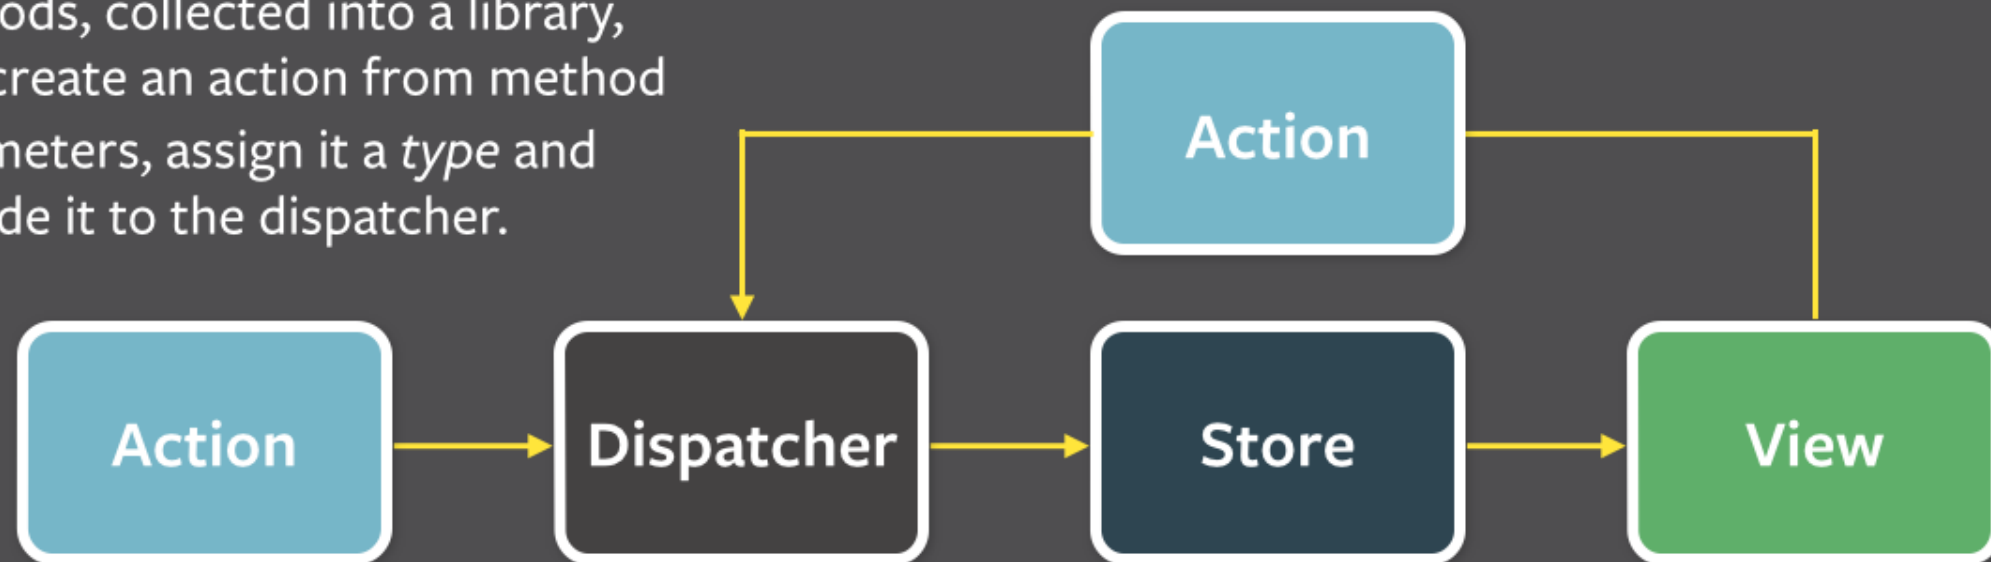 ods, collected into a library,
create an action from method
meters, assign it a type and
de it to the dispatcher.
Action
Action
Dispatcher
Store
View